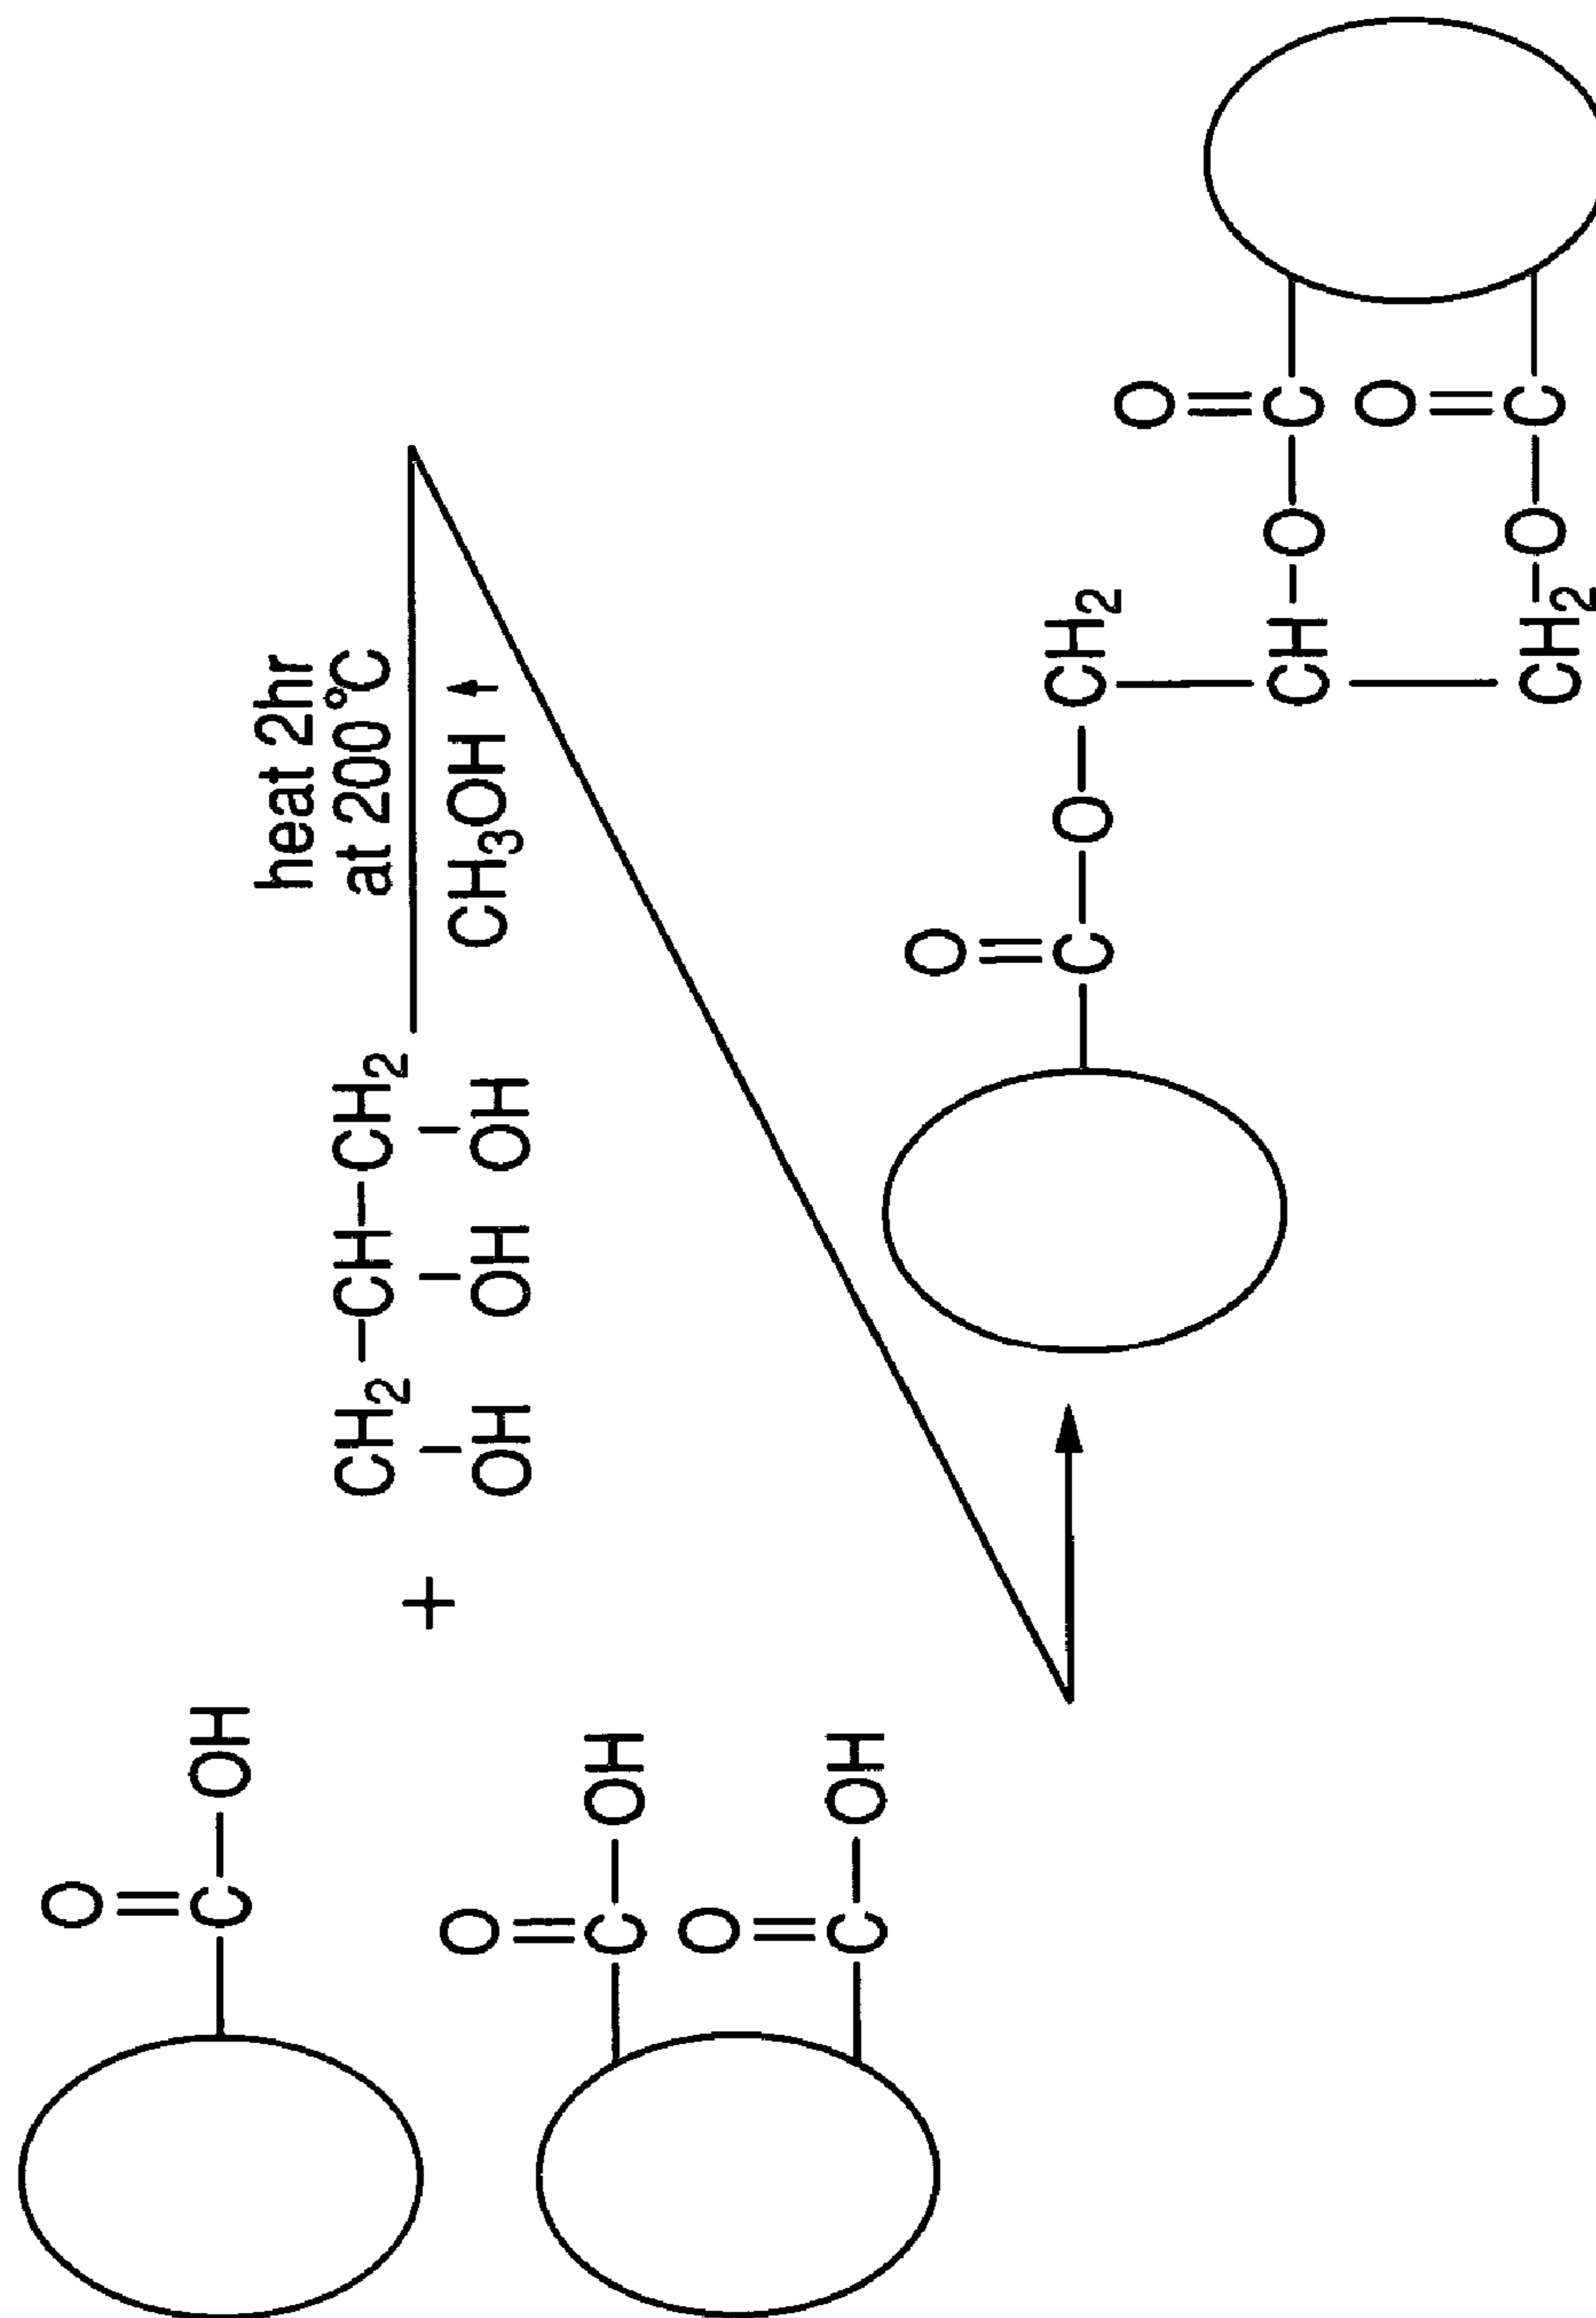 O
C–OH
heat 2hr
CH₂–CH–CH₂ at 200°C
+
OH OH OH CH₃OH
O
C–OH
O
C–OH
O
C–O–CH₂
O
CH–O–C
O
CH₂–O–C